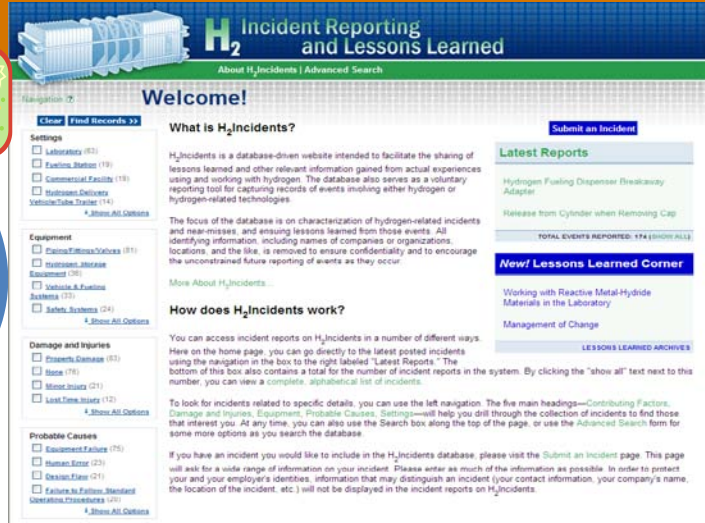 H2 Incident Reporting
and Lessons Learned
About H2Incidents | Advanced Search
Navigation
Welcome!
Clear Find Records >>
Settings
Laboratory (83)
Fueling Station (19)
Commercial Facility (19)
Hydrogen Delivery
Vehicle/Tube Trailer (14)
Show All Options
Equipment
Piping/Fittings/Valves (81)
Hydrogen Storage
Equipment (36)
Vehicle & Fueling
Systems (33)
Safety Systems (24)
Show All Options
Damage and Injuries
Property Damage (83)
None (76)
Minor Injury (21)
Lost Time Injury (12)
Show All Options
Probable Causes
Equipment Failure (75)
Human Error (23)
Design Flaw (21)
Failure to Follow Standard
Operating Procedures (20)
Show All Options
What is H2Incidents?
H2Incidents is a database-driven website intended to facilitate the sharing of
lessons learned and other relevant information gained from actual experiences
using and working with hydrogen. The database also serves as a voluntary
reporting tool for capturing records of events involving either hydrogen or
hydrogen-related technologies.
The focus of the database is on characterization of hydrogen-related incidents
and near-misses, and ensuing lessons learned from those events. All
identifying information, including names of companies or organizations,
locations, and the like, is removed to ensure confidentiality and to encourage
the unconstrained future reporting of events as they occur.
More About H2Incidents...
How does H2Incidents work?
You can access incident reports on H2Incidents in a number of different ways.
Here on the home page, you can go directly to the latest posted incidents
using the navigation in the box to the right labeled "Latest Reports." The
bottom of this box also contains a total for the number of incident reports in the system. By clicking the "show all" text next to this
number, you can view a complete, alphabetical list of incidents.
To look for incidents related to specific details, you can use the left navigation. The five main headings—Contributing Factors,
Damage and Injuries, Equipment, Probable Causes, Settings—will help you drill through the collection of incidents to find those
that interest you. At any time, you can also use the Search box along the top of the page, or use the Advanced Search form for
some more options as you search the database.
If you have an incident you would like to include in the H2Incidents database, please visit the Submit an Incident page. This page
will ask for a wide range of information on your incident. Please enter as much of the information as possible. In order to protect
your and your employer's identities, information that may distinguish an incident (your contact information, your company's name,
the location of the incident, etc.) will not be displayed in the incident reports on H2Incidents.
Submit an Incident
Latest Reports
Hydrogen Fueling Dispenser Breakaway
Adapter
Release from Cylinder when Removing Cap
TOTAL EVENTS REPORTED: 174 (SHOW ALL)
New! Lessons Learned Corner
Working with Reactive Metal-Hydride
Materials in the Laboratory
Management of Change
LESSONS LEARNED ARCHIVES